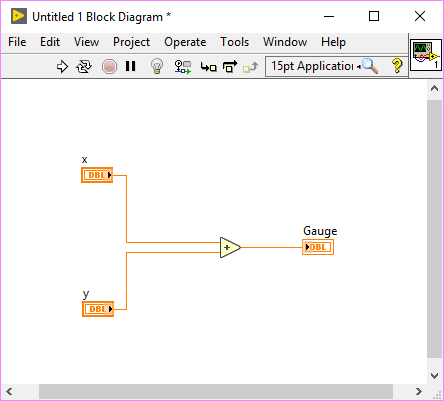 Untitled 1 Block Diagram *
File Edit View Project Operate Tools Window Help
15pt Application
1
x
DBL
Gauge
DBL
y
DBL